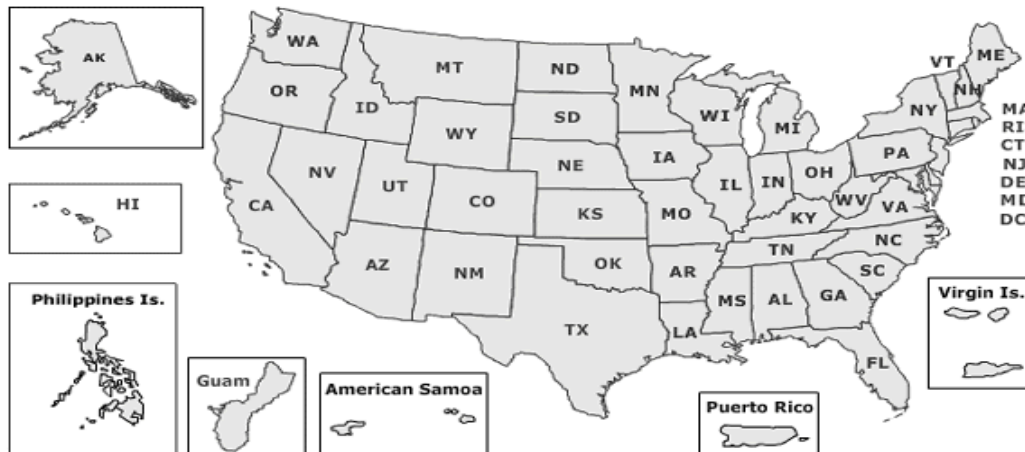 AK
WA
MT
ND
MN
VT
ME
NH
OR
ID
WY
SD
WI
MI
NY
MA
RI
CT
NJ
DE
MD
DC
HI
CA
NV
UT
CO
NE
KS
IA
MO
IL
IN
OH
PA
WV
VA
KY
AZ
NM
OK
AR
TN
NC
SC
TX
LA
MS
AL
GA
FL
Philippines Is.
Guam
American Samoa
Puerto Rico
Virgin Is.